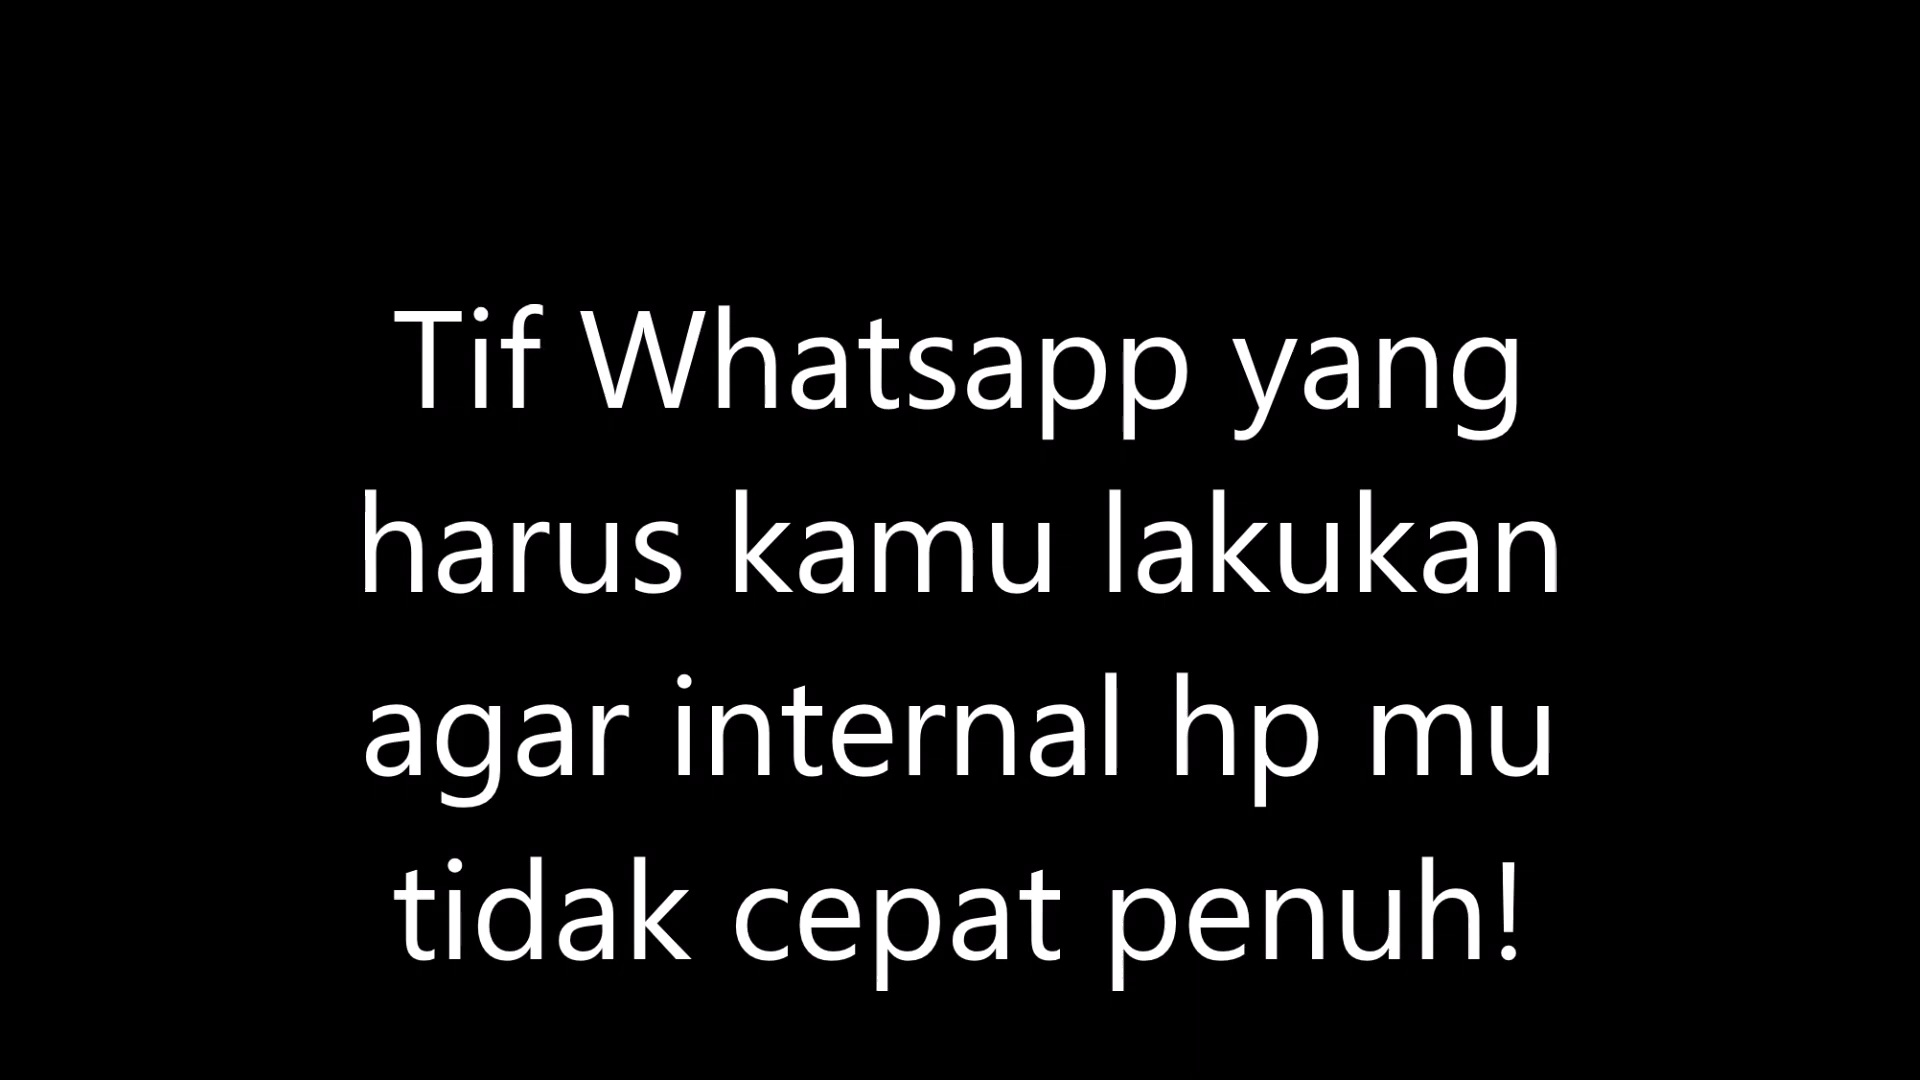 Tif Whatsapp yang
harus kamu lakukan
agar internal hp mu
tidak cepat penuh!